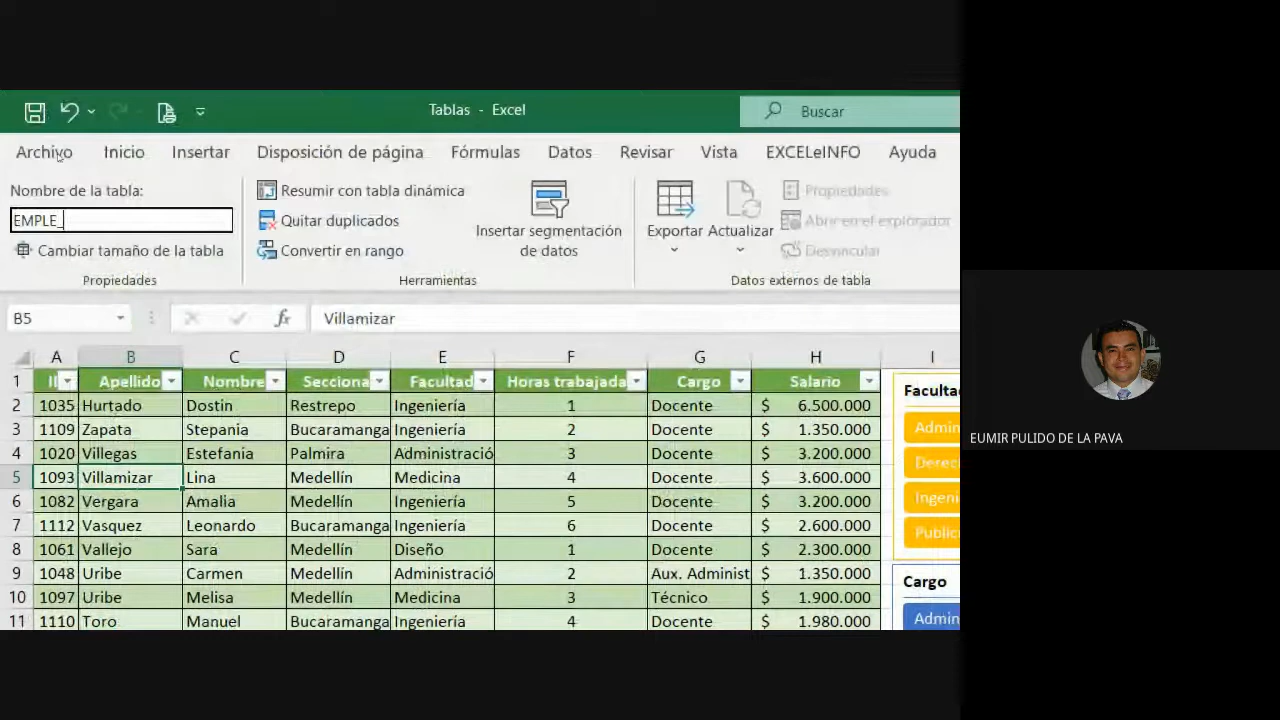 Tablas - Excel
Buscar
Archivo Inicio Insertar Disposición de página Fórmulas Datos Revisar Vista EXCELeINFO Ayuda
Nombre de la tabla:
EMPLE_
Cambiar tamaño de la tabla
Propiedades
Resumir con tabla dinámica
Quitar duplicados
Convertir en rango
Insertar segmentación
de datos
Herramientas
Exportar Actualizar
Propiedades
Abrir en el explorador
Desvincular
Datos externos de tabla
B5 fx Villamizar
A B C D E F G H I
1 Apellido Nombre Secciona Facultad Horas trabajada Cargo Salario
2 1035 Hurtado Dostin Restrepo Ingeniería 1 Docente $ 6.500.000
3 1109 Zapata Stepania Bucaramanga Ingeniería 2 Docente $ 1.350.000
4 1020 Villegas Estefania Palmira Administració 3 Docente $ 3.200.000
5 1093 Villamizar Lina Medellín Medicina 4 Docente $ 3.600.000
6 1082 Vergara Amalia Medellín Ingeniería 5 Docente $ 3.200.000
7 1112 Vasquez Leonardo Bucaramanga Ingeniería 6 Docente $ 2.600.000
8 1061 Vallejo Sara Medellín Diseño 1 Docente $ 2.300.000
9 1048 Uribe Carmen Medellín Administració 2 Aux. Administ $ 1.350.000
10 1097 Uribe Melisa Medellín Medicina 3 Técnico $ 1.900.000
11 1110 Toro Manuel Bucaramanga Ingeniería 4 Docente $ 1.980.000
Faculta
Admin
Derec
Ingeni
Public
Cargo
Admin
EUMIR PULIDO DE LA PAVA